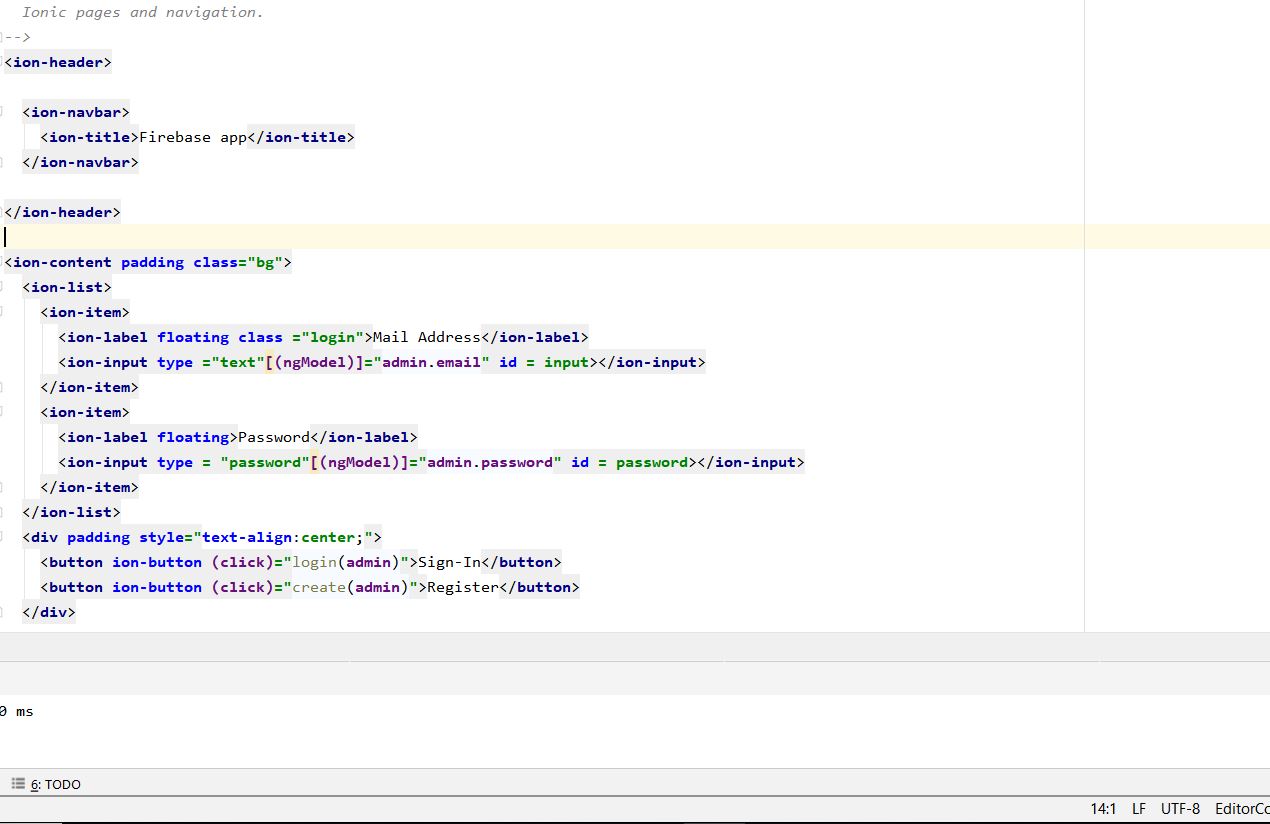 Ionic pages and navigation.
-->
<ion-header>
<ion-navbar>
<ion-title>Firebase app</ion-title>
</ion-navbar>
</ion-header>
<ion-content padding class="bg">
<ion-list>
<ion-item>
<ion-label floating class ="login">Mail Address</ion-label>
<ion-input type ="text"[(ngModel)]="admin.email" id = input></ion-input>
</ion-item>
<ion-item>
<ion-label floating>Password</ion-label>
<ion-input type = "password"[(ngModel)]="admin.password" id = password></ion-input>
</ion-item>
</ion-list>
<div padding style="text-align:center;">
<button ion-button (click)="login(admin)">Sign-In</button>
<button ion-button (click)="create(admin)">Register</button>
</div>
0 ms
6: TODO
14:1 LF UTF-8 EditorCo